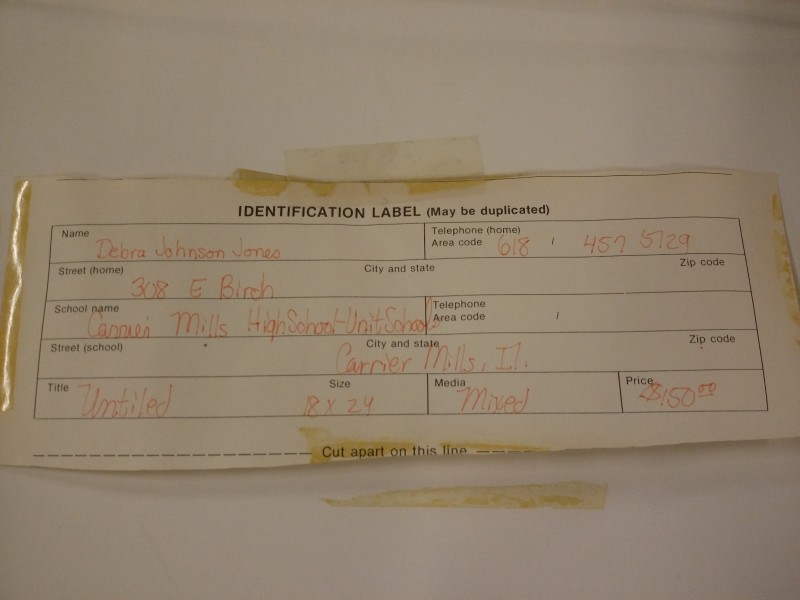 IDENTIFICATION LABEL (May be duplicated)
Name Debra Johnson Jones Telephone (home) Area code 618 / 457 5729
Street (home) 308 E Birch City and state Zip code
School name Carrier Mills High School-Unit School Telephone Area code /
Street (school) City and state Carrier Mills, Il. Zip code
Title Untiled Size 18 x 24 Media Mixed Price $150.00
Cut apart on this line